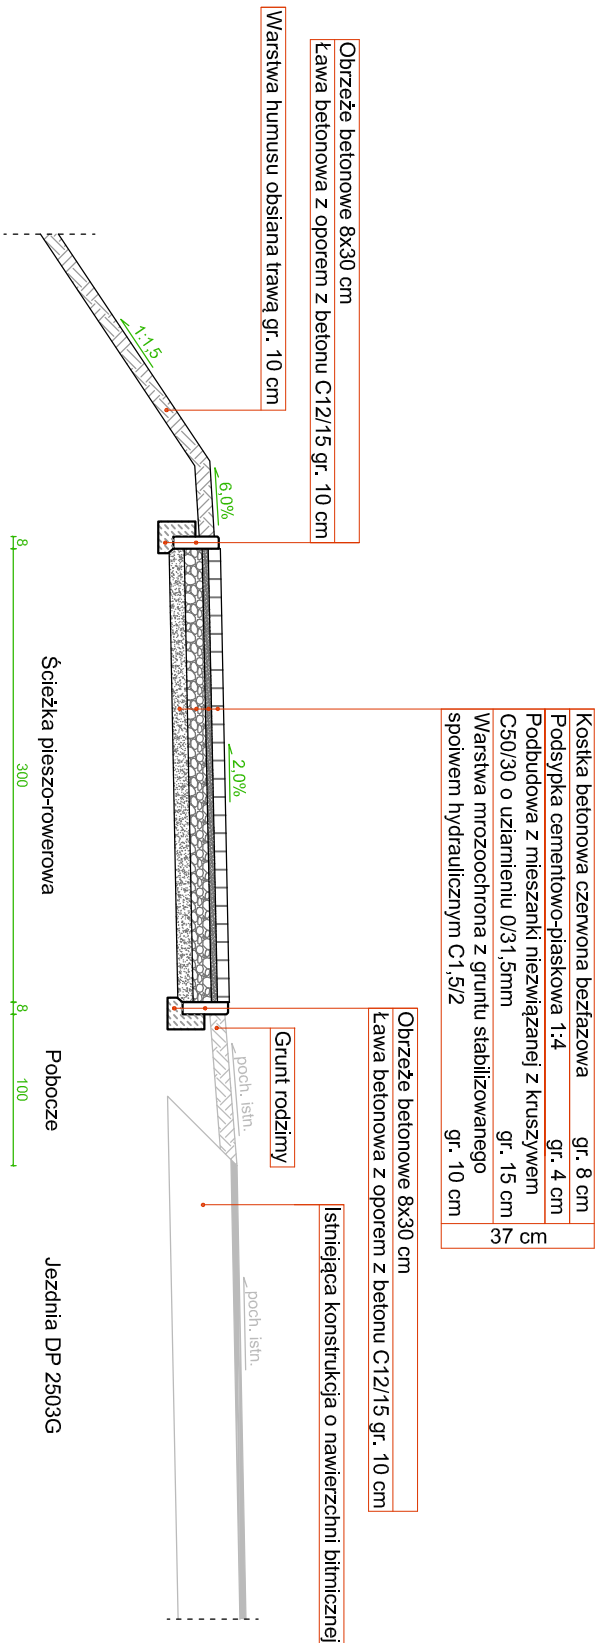 Kostka betonowa czerwona bezfazowa gr. 8 cm
Podsypka cementowo-piaskowa 1:4 gr. 4 cm
Podbudowa z mieszanki niezwiązanej z kruszywem
C50/30 o uziarnieniu 0/31,5mm gr. 15 cm
Warstwa mrozoochrona z gruntu stabilizowanego
spoiwem hydraulicznym C1,5/2 gr. 10 cm
37 cm
Obrzeże betonowe 8x30 cm
Ława betonowa z oporem z betonu C12/15 gr. 10 cm
Warstwa humusu obsiana trawą gr. 10 cm
Obrzeże betonowe 8x30 cm
Ława betonowa z oporem z betonu C12/15 gr. 10 cm
Istniejąca konstrukcja o nawierzchni bitmicznej
Grunt rodzimy
1:1,5
6,0%
2,0%
poch. istn.
poch. istn.
Ścieżka pieszo-rowerowa
Pobocze
Jezdnia DP 2503G
8
300
8
100